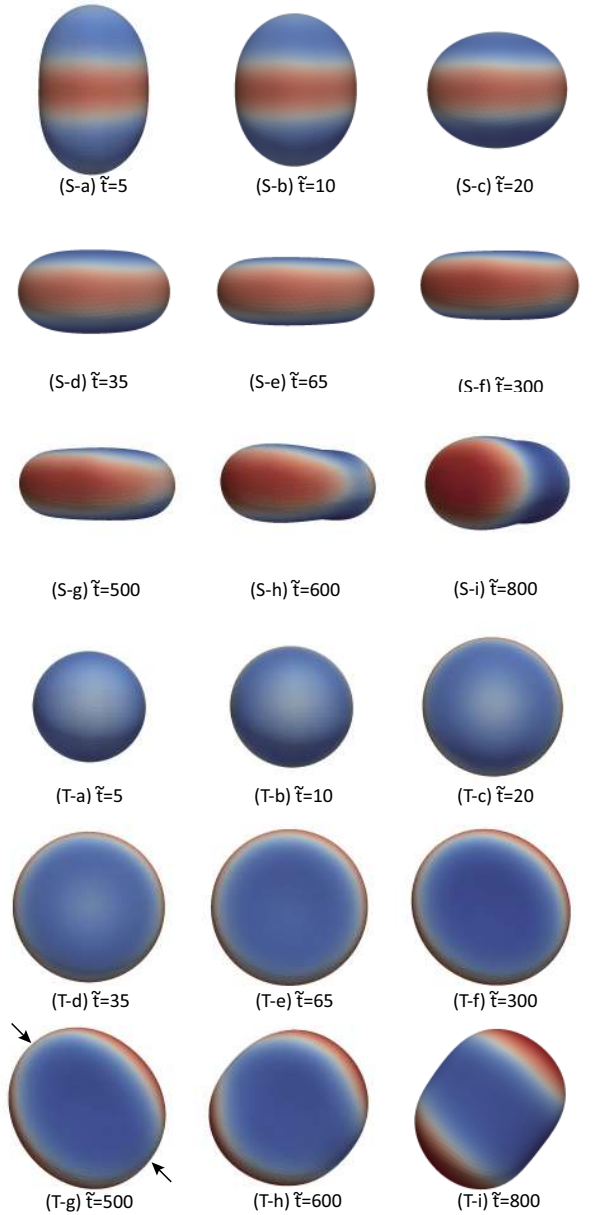 (S-a) t̃=5
(S-b) t̃=10
(S-c) t̃=20
(S-d) t̃=35
(S-e) t̃=65
(S-f) t̃=300
(S-g) t̃=500
(S-h) t̃=600
(S-i) t̃=800
(T-a) t̃=5
(T-b) t̃=10
(T-c) t̃=20
(T-d) t̃=35
(T-e) t̃=65
(T-f) t̃=300
(T-g) t̃=500
(T-h) t̃=600
(T-i) t̃=800